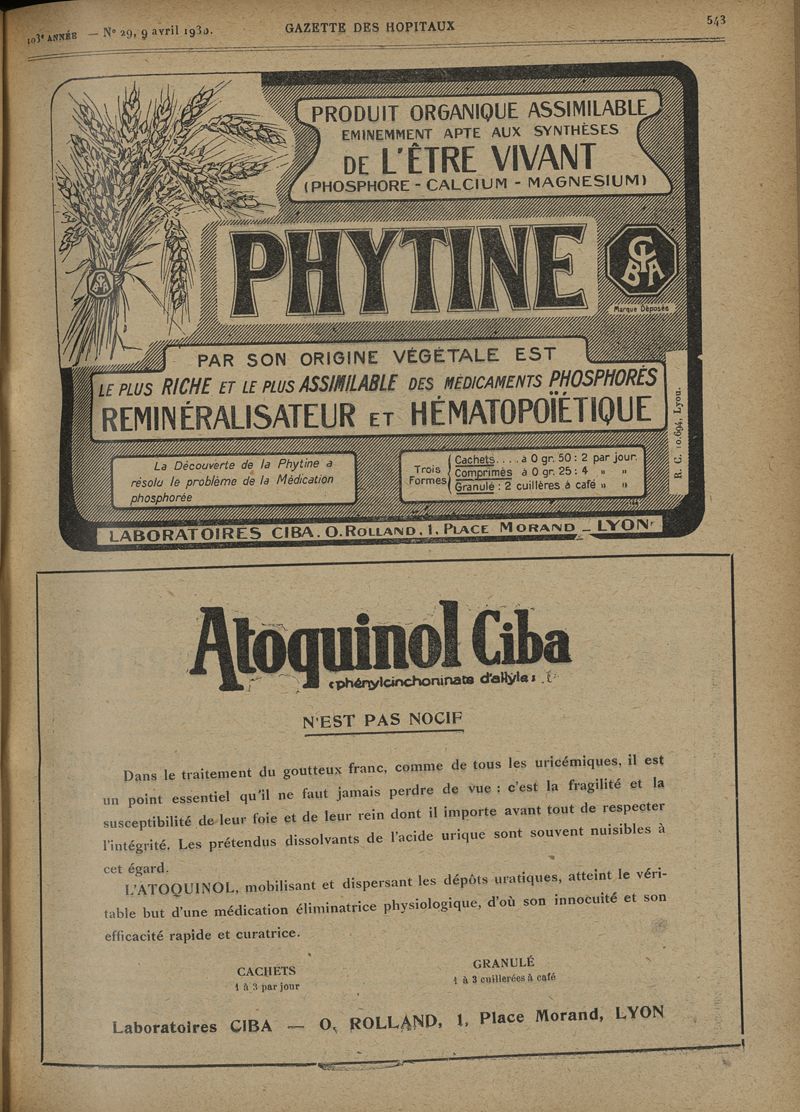 103e ANNÉE — N° 29, 9 avril 1930.
GAZETTE DES HOPITAUX
543
PRODUIT ORGANIQUE ASSIMILABLE
EMINEMMENT APTE AUX SYNTHÈSES
DE L'ÊTRE VIVANT
(PHOSPHORE - CALCIUM - MAGNESIUM)
PHYTINE
CIBA
Marque Déposée
CIBA
PAR SON ORIGINE VÉGÉTALE EST
LE PLUS RICHE ET LE PLUS ASSIMILABLE DES MÉDICAMENTS PHOSPHORÉS
REMINÉRALISATEUR ET HÉMATOPOÏÉTIQUE
R. C. 10.694, Lyon.
La Découverte de la Phytine a
résolu le problème de la Médication
phosphorée
Trois Formes
Cachets.... à 0 gr. 50 : 2 par jour.
Comprimés à 0 gr. 25 : 4 " "
Granulé : 2 cuillères à café " "
LABORATOIRES CIBA. O. ROLLAND, 1, PLACE MORAND _ LYON
Atoquinol Ciba
‹phénylcinchoninate d'allyle›
N'EST PAS NOCIF
Dans le traitement du goutteux franc, comme de tous les uricémiques, il est
un point essentiel qu'il ne faut jamais perdre de vue : c'est la fragilité et la
susceptibilité de leur foie et de leur rein dont il importe avant tout de respecter
l'intégrité. Les prétendus dissolvants de l'acide urique sont souvent nuisibles à
cet égard.
L'ATOQUINOL, mobilisant et dispersant les dépôts uratiques, atteint le véri-
table but d'une médication éliminatrice physiologique, d'où son innocuité et son
efficacité rapide et curatrice.
CACHETS
1 à 3 par jour
GRANULÉ
1 à 3 cuillerées à café
Laboratoires CIBA — O. ROLLAND, 1, Place Morand, LYON